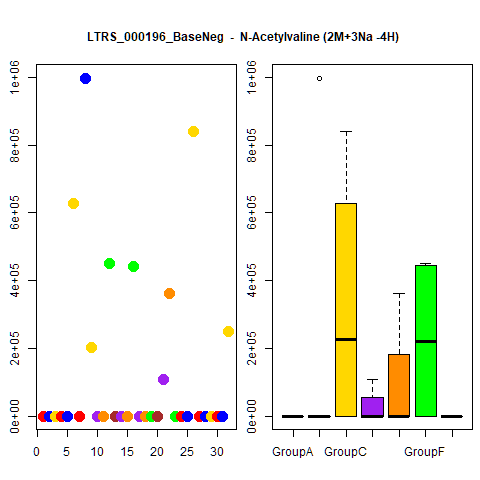 LTRS_000196_BaseNeg - N-Acetylvaline (2M+3Na -4H)
1e+06
8e+05
6e+05
4e+05
2e+05
0e+00
0 5 10 15 20 25 30
1e+06
8e+05
6e+05
4e+05
2e+05
0e+00
GroupA GroupC GroupF